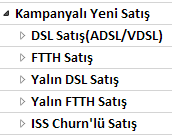 Kampanyalı Yeni Satış
DSL Satış(ADSL/VDSL)
FTTH Satış
Yalın DSL Satış
Yalın FTTH Satış
ISS Churn'lü Satış